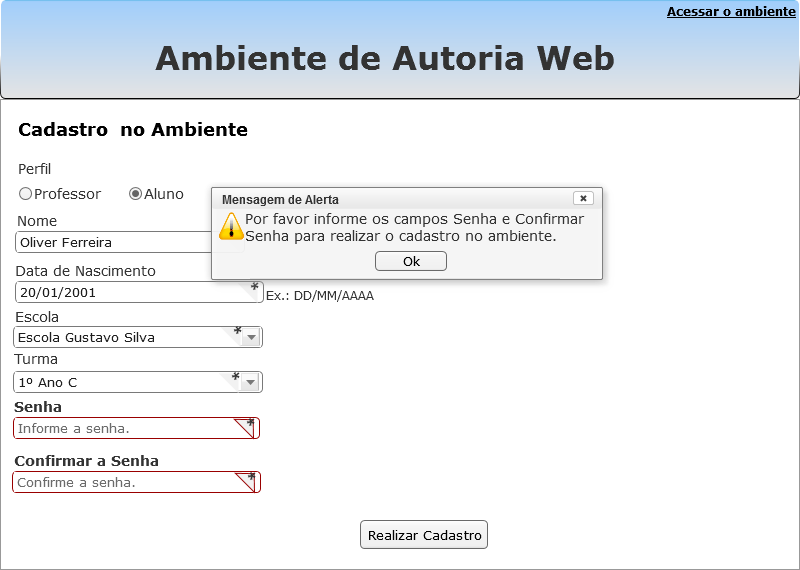 Acessar o ambiente
Ambiente de Autoria Web
Cadastro no Ambiente
Perfil
Professor Aluno
Mensagem de Alerta
Por favor informe os campos Senha e Confirmar
Senha para realizar o cadastro no ambiente.
Ok
Nome
Oliver Ferreira
Data de Nascimento
20/01/2001 *
Ex.: DD/MM/AAAA
Escola
Escola Gustavo Silva *
Turma
1º Ano C *
Senha
Informe a senha. *
Confirmar a Senha
Confirme a senha. *
Realizar Cadastro